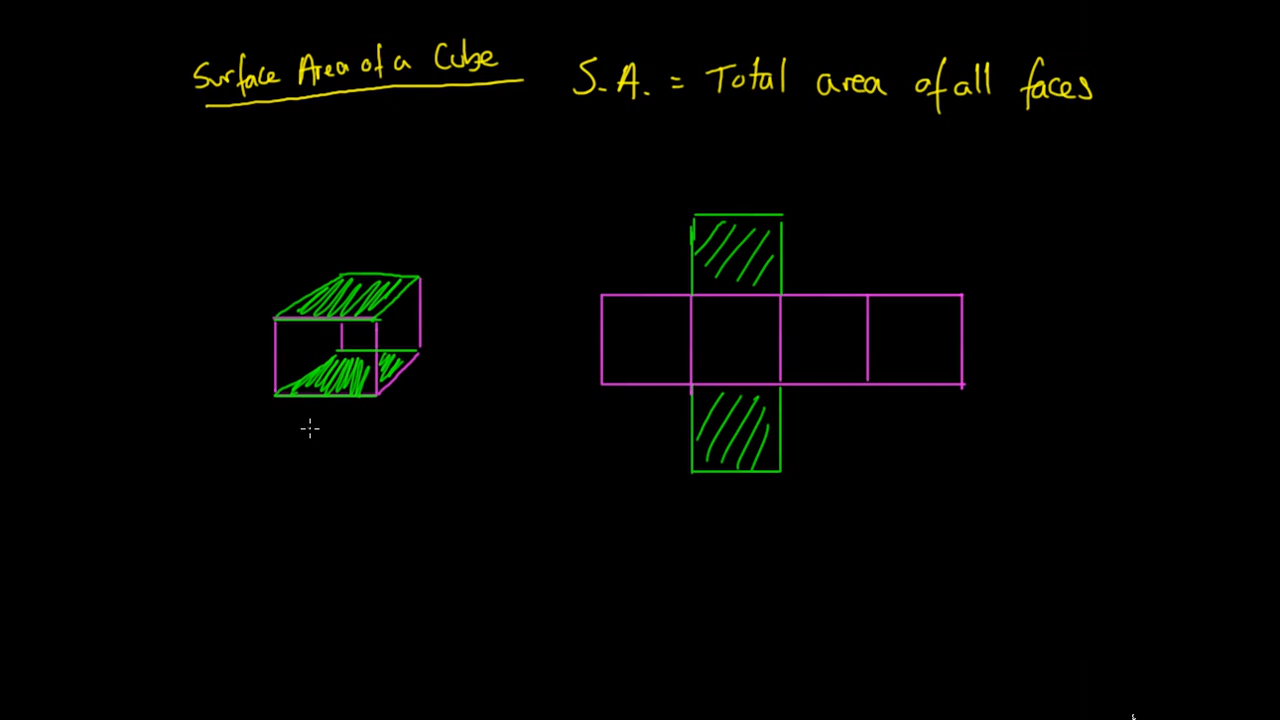 Surface Area of a Cube
S.A. = Total area of all faces